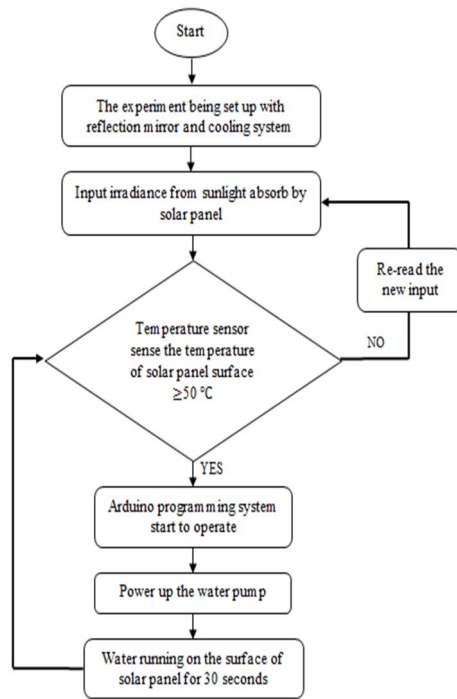 Start
The experiment being set up with
reflection mirror and cooling system
Input irradiance from sunlight absorb by
solar panel
Re-read the
new input
Temperature sensor
sense the temperature
of solar panel surface
≥50 °C
NO
YES
Arduino programming system
start to operate
Power up the water pump
Water running on the surface of
solar panel for 30 seconds